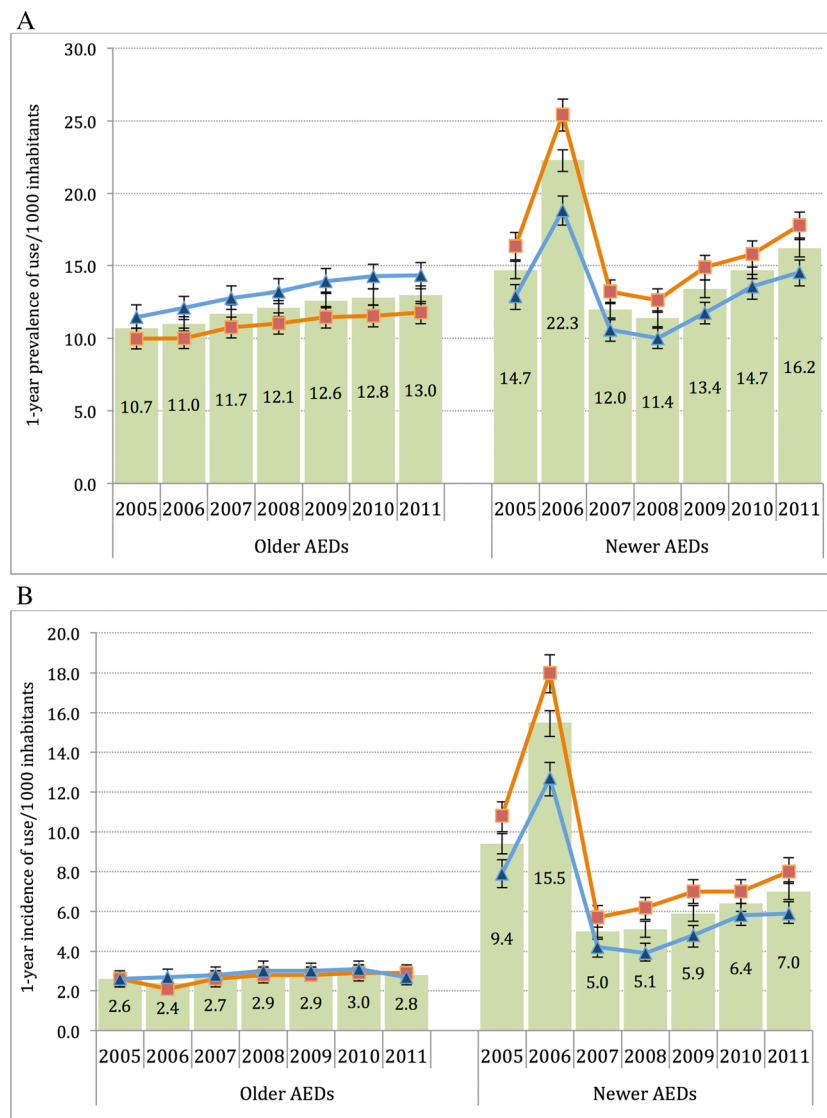 A
1-year prevalence of use/1000 inhabitants
30.0
25.0
20.0
15.0
10.0
5.0
0.0
10.7 11.0 11.7 12.1 12.6 12.8 13.0
14.7 22.3 12.0 11.4 13.4 14.7 16.2
2005 2006 2007 2008 2009 2010 2011 2005 2006 2007 2008 2009 2010 2011
Older AEDs Newer AEDs
B
1-year incidence of use/1000 inhabitants
20.0
18.0
16.0
14.0
12.0
10.0
8.0
6.0
4.0
2.0
0.0
2.6 2.4 2.7 2.9 2.9 3.0 2.8
9.4 15.5 5.0 5.1 5.9 6.4 7.0
2005 2006 2007 2008 2009 2010 2011 2005 2006 2007 2008 2009 2010 2011
Older AEDs Newer AEDs